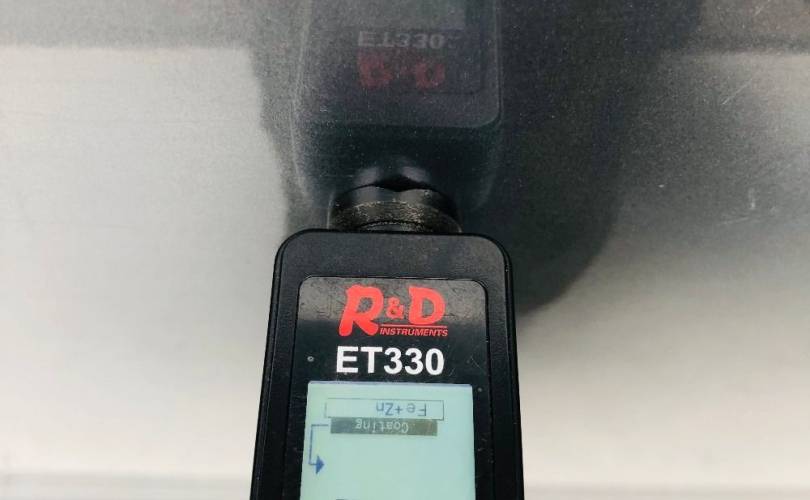 ET330
R&D
R&D
INSTRUMENTS
ET330
Fe+Zn
Coating